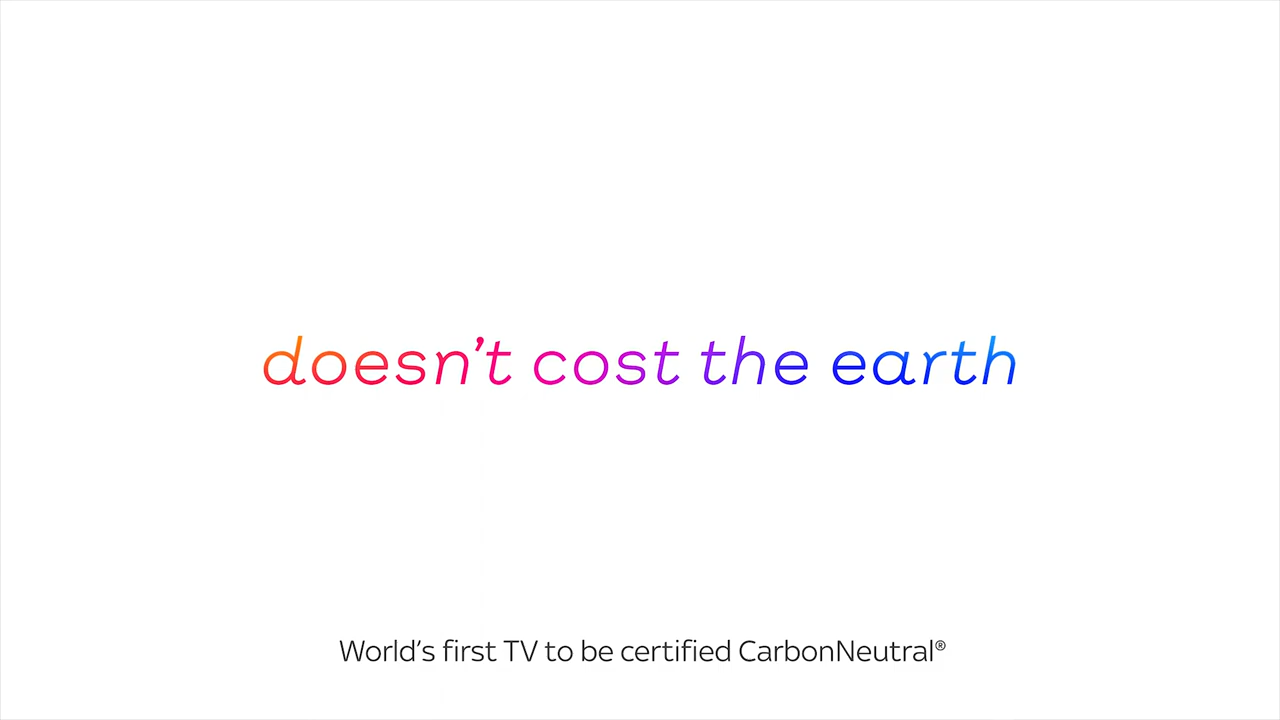 doesn’t cost the earth
World’s first TV to be certified CarbonNeutral®